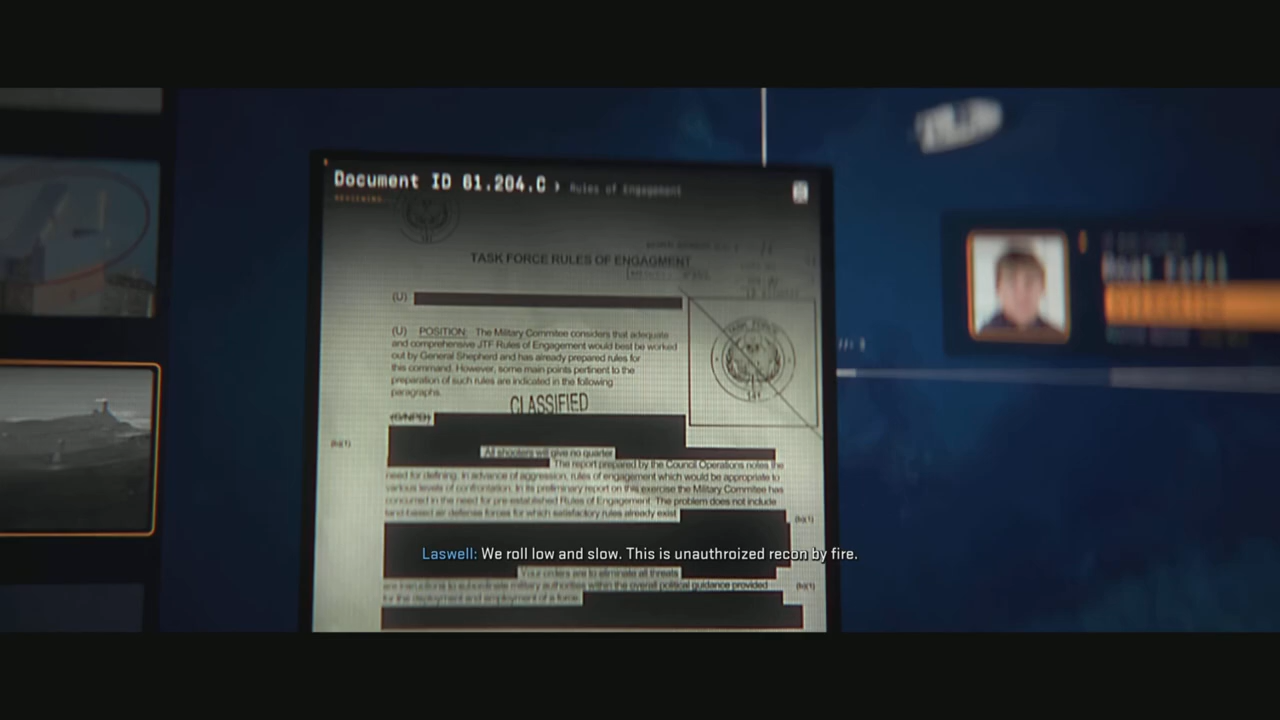 Document ID 61.204.C › Rules of Engagement
REVIEWING..
TASK FORCE RULES OF ENGAGMENT
(U)
(U) POSITION: The Military Commitee considers that adequate
and comprehensive JTF Rules of Engagement would best be worked
out by General Shepherd and has already prepared rules for
this command. However, some main points pertinent to the
preparation of such rules are indicated in the following
paragraphs.
TASK FORCE
141
CLASSIFIED
(b)(1)
All shooters will give no quarter
The report prepared by the Council Operations notes the
need for defining. In advance of aggression, rules of engagement which would be appropriate to
various levels of confrontation. In its preliminary report on this exercise the Military Commitee has
concurred in the need for pre-established Rules of Engagement. The problem does not include
land-based air defense forces for which satisfactory rules already exist
(b)(1)
Laswell: We roll low and slow. This is unauthroized recon by fire.
Your orders are to eliminate all threats
are instructions to subordinate military authorities within the overall political guidance provided
(b)(1)
for the deployment and employment of a force.